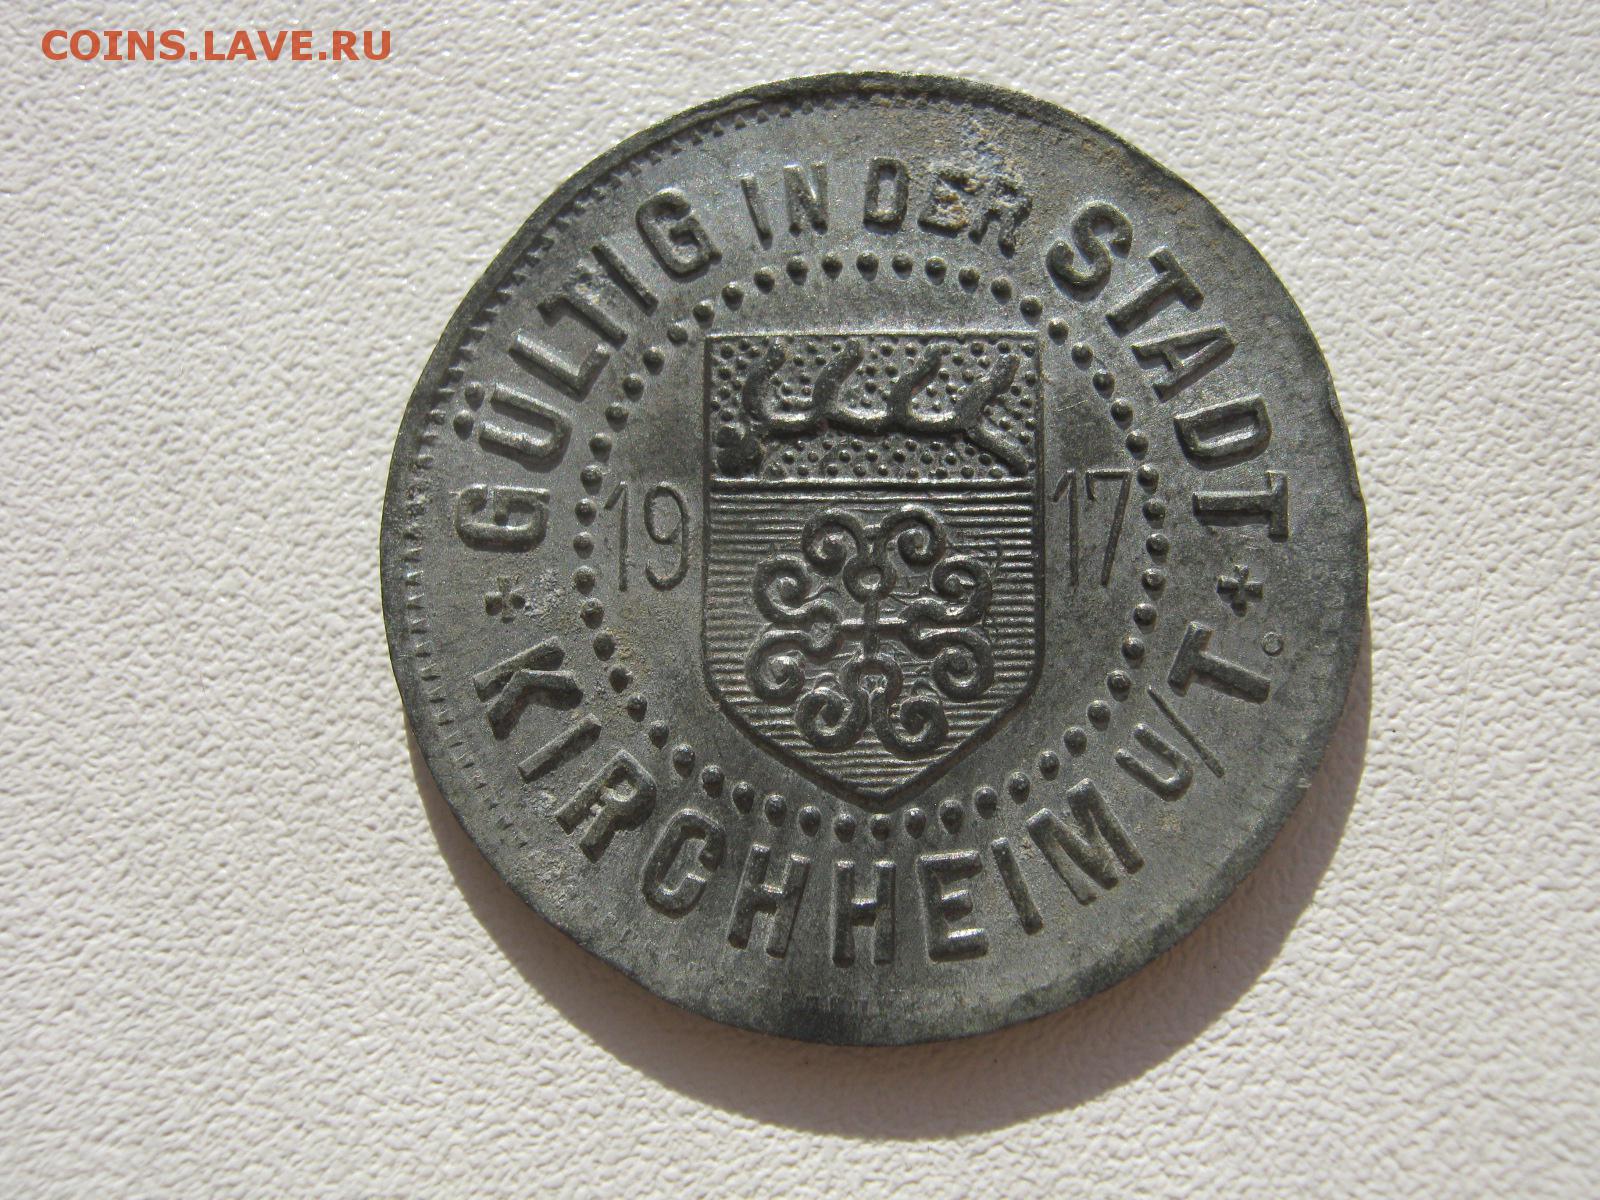 COINS.LAVE.RU
GÜLTIG IN DER STADT
19 17
KIRCHHEIM u/T.